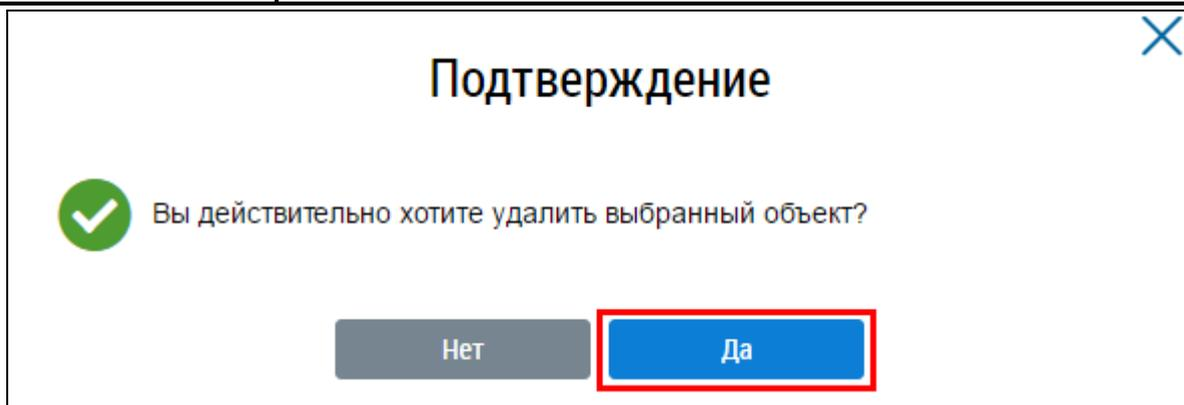 Подтверждение
Вы действительно хотите удалить выбранный объект?
Нет
Да